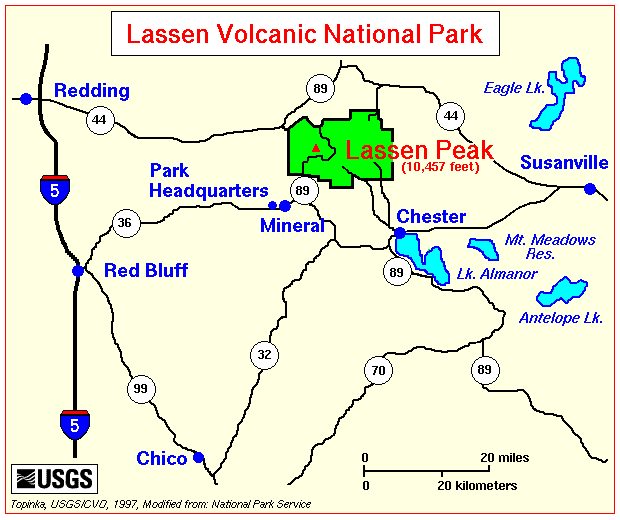 Lassen Volcanic National Park
89
Eagle Lk.
Redding
44
44
Lassen Peak
(10,457 feet)
Susanville
Park
Headquarters
5
89
36
Mineral
Chester
Mt. Meadows
Res.
Red Bluff
89
Lk. Almanor
Antelope Lk.
32
70
89
99
5
Chico
0
20 miles
0
20 kilometers
USGS
Topinka, USGS/CVO, 1997, Modified from: National Park Service